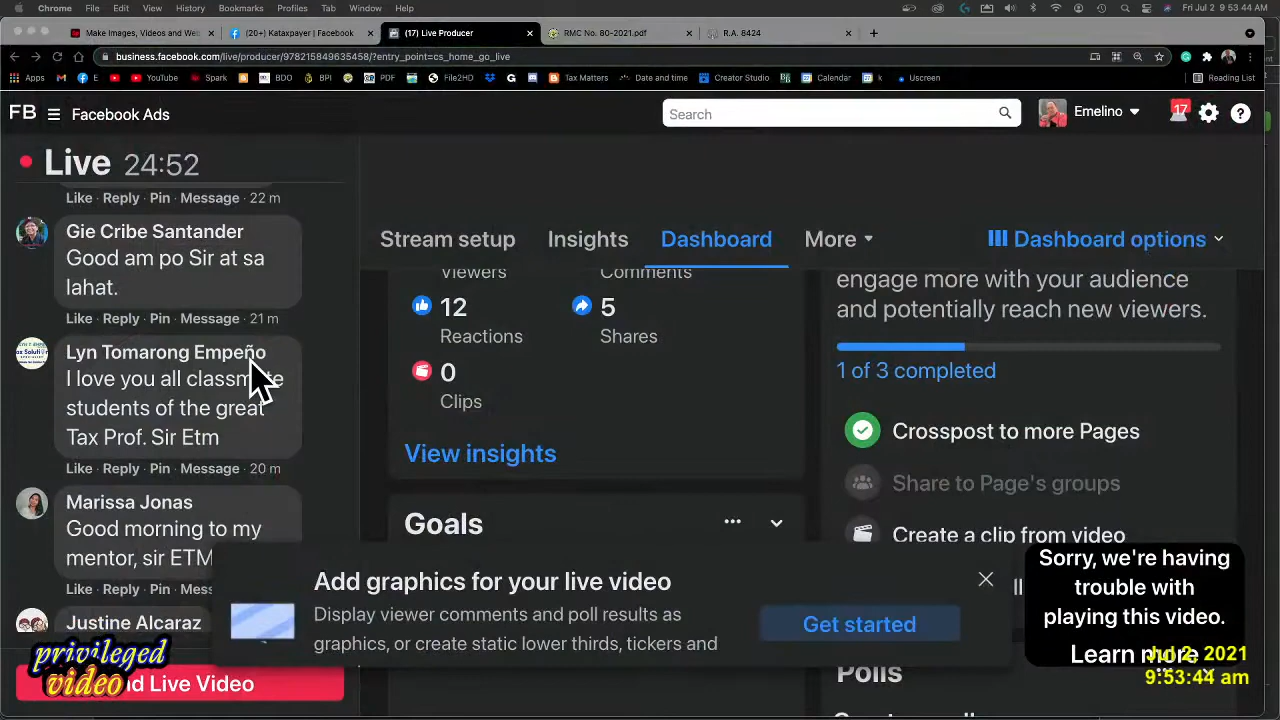 Chrome File Edit View History Bookmarks Profiles Tab Window Help Fri Jul 2 9:53:44 AM
Make Images, Videos and Web (20+) Kataxpayer | Facebook (17) Live Producer RMC No. 80-2021.pdf R.A. 8424
business.facebook.com/live/producer/978215849635458/?entry_point=cs_home_go_live
Apps E YouTube Spark BDO BPI PDF File2HD Tax Matters Date and time Creator Studio Calendar k Uscreen Reading List
FB Facebook Ads Search Emelino 17
Live 24:52
Like · Reply · Pin · Message · 22 m
Gie Cribe Santander
Good am po Sir at sa
lahat.
Like · Reply · Pin · Message · 21 m
Lyn Tomarong Empeño
I love you all classmate
students of the great
Tax Prof. Sir Etm
Like · Reply · Pin · Message · 20 m
Marissa Jonas
Good morning to my
mentor, sir ETM
Like · Reply · Pin · Mess
Justine Alcaraz
privileged
video
nd Live Video
Stream setup Insights Dashboard More Dashboard options
Viewers Comments
12 5
Reactions Shares
0
Clips
View insights
Goals
engage more with your audience
and potentially reach new viewers.
1 of 3 completed
Crosspost to more Pages
Share to Page's groups
Create a clip from video
Add graphics for your live video
Display viewer comments and poll results as
graphics, or create static lower thirds, tickers and
Get started
Sorry, we're having
trouble with
playing this video.
Learn more
Jul 2, 2021
9:53:44 am
Polls